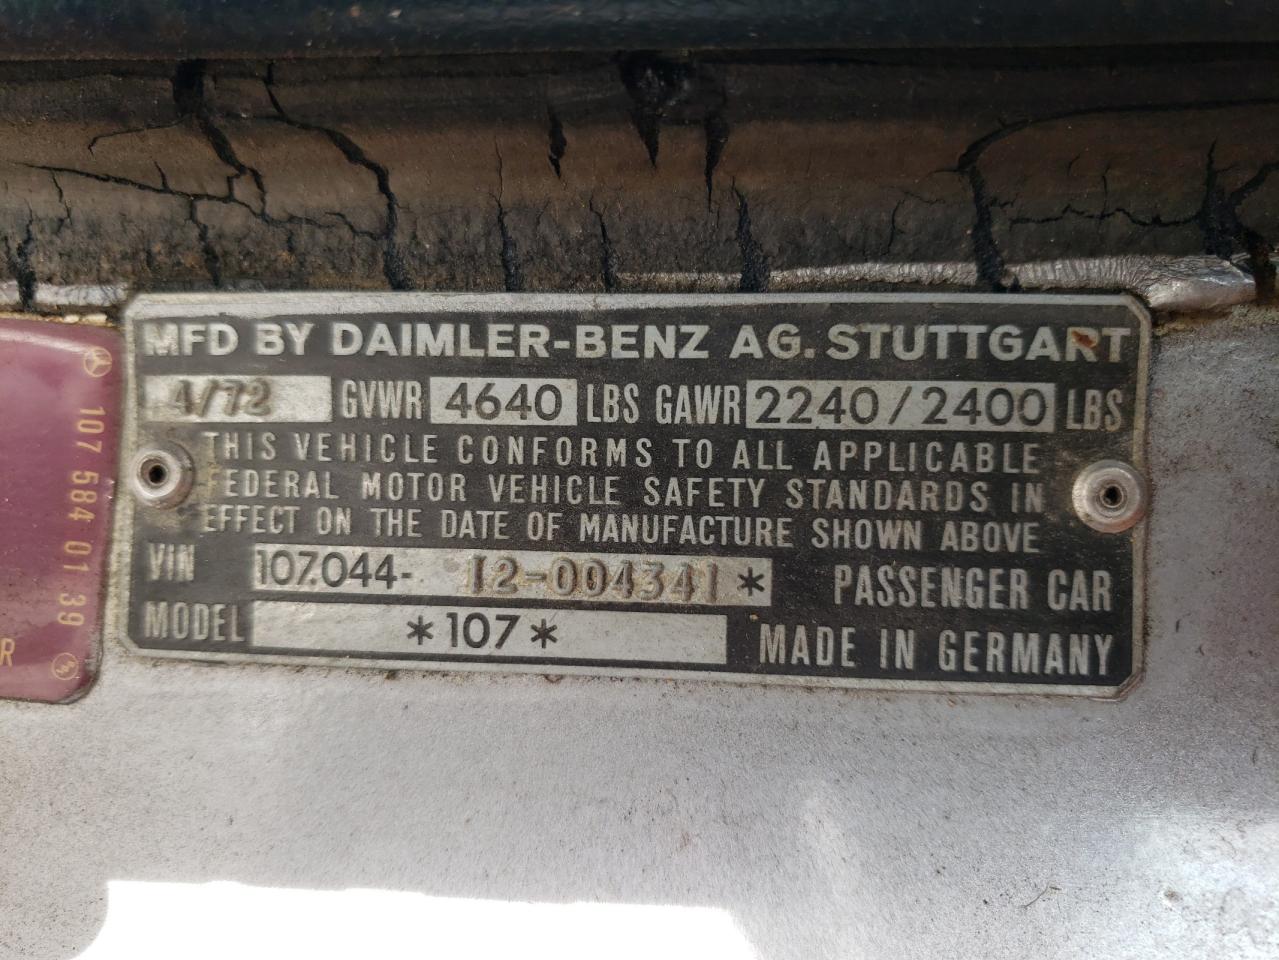 MFD BY DAIMLER-BENZ AG. STUTTGART
4/72 GVWR 4640 LBS GAWR 2240/2400 LBS
THIS VEHICLE CONFORMS TO ALL APPLICABLE
FEDERAL MOTOR VEHICLE SAFETY STANDARDS IN
EFFECT ON THE DATE OF MANUFACTURE SHOWN ABOVE
VIN 107.044- 12-004341* PASSENGER CAR
MODEL *107* MADE IN GERMANY
107 584 01 39
R